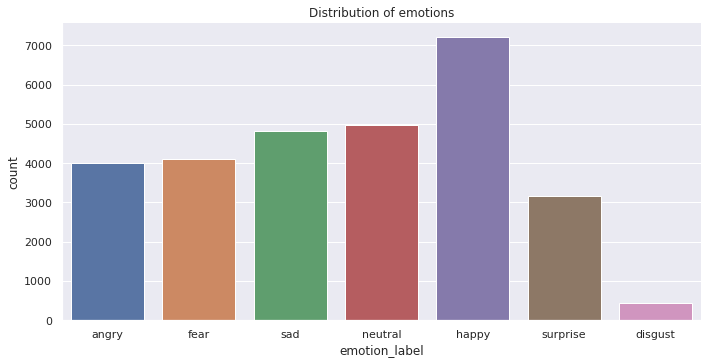 Distribution of emotions
7000
6000
5000
4000
3000
2000
1000
0
count
angry fear sad neutral happy surprise disgust
emotion_label